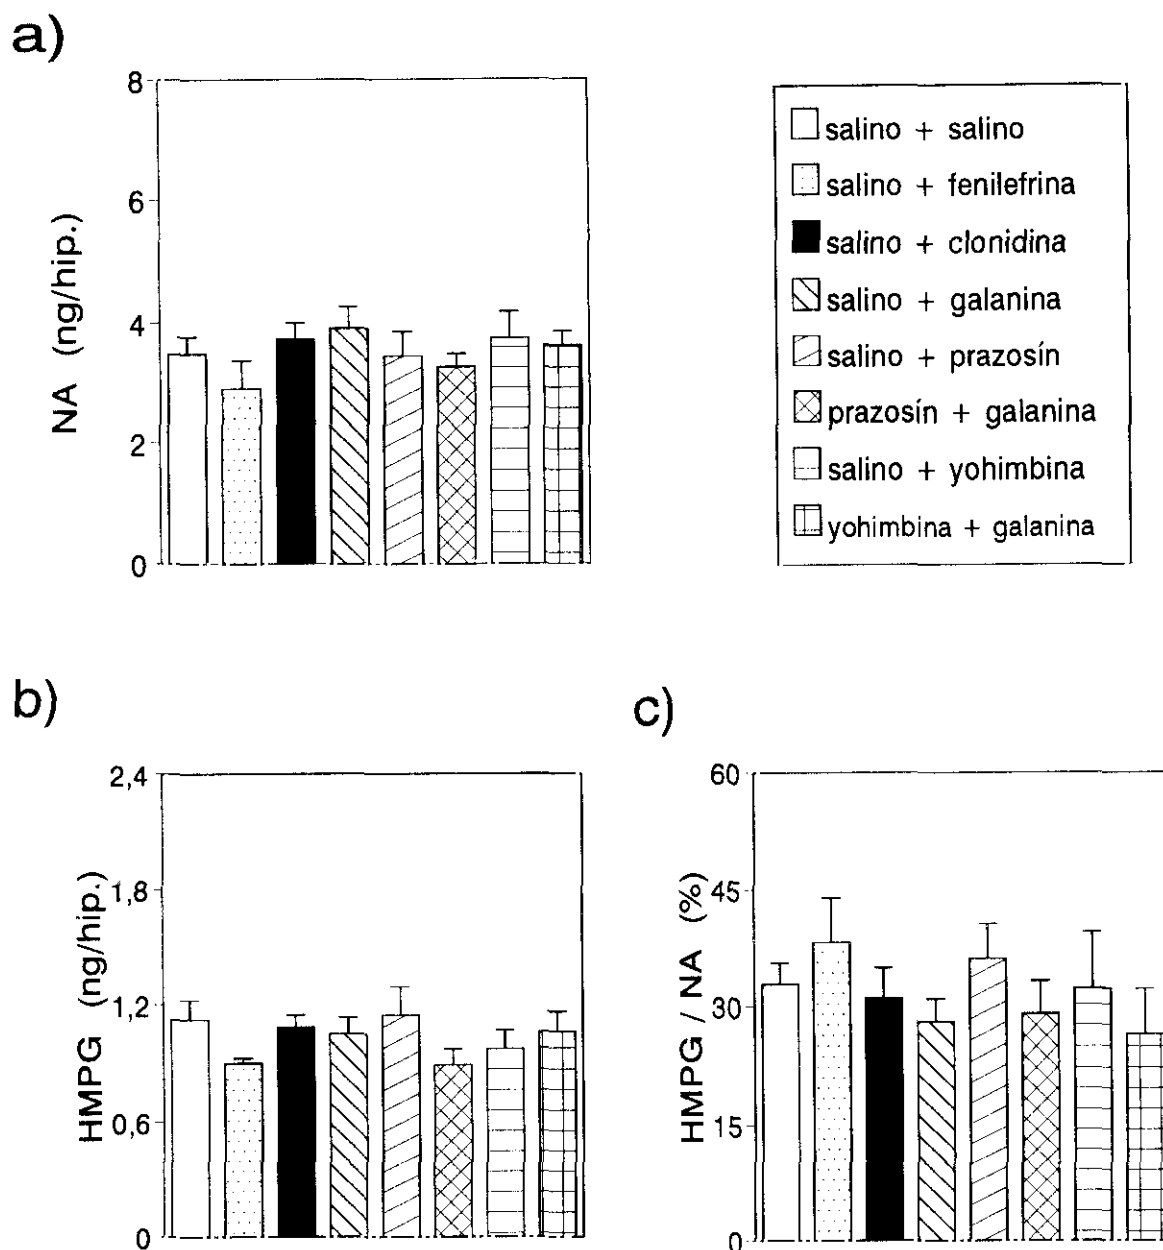 a)
8
6
4
2
0
NA (ng/hip.)
salino + salino
salino + fenilefrina
salino + clonidina
salino + galanina
salino + prazosín
prazosín + galanina
salino + yohimbina
yohimbina + galanina
b)
2,4
1,8
1,2
0,6
0
HMPG (ng/hip.)
c)
60
45
30
15
0
HMPG / NA (%)